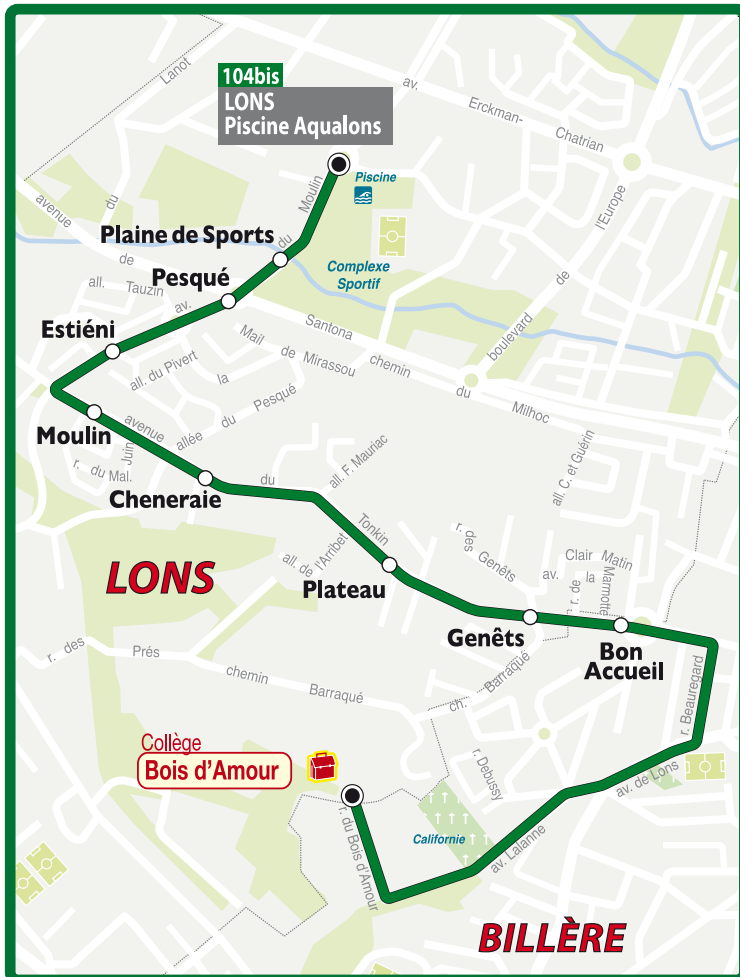 104bis
LONS
Piscine Aqualons
Lanot
du
av.
Erckman-
Chatrian
Piscine
Moulin
du
avenue
de
Plaine de Sports
Complexe
Sportif
l'Europe
de
boulevard
all. Tauzin
av.
Pesqué
Santona
chemin
du
Milhoc
Estiéni
Mail
de
Mirassou
all. du Pivert
la
allée
du
Pesqué
avenue
Moulin
Juin
r. du Mal.
Cheneraie
du
all. F. Mauriac
all. C. et Guérin
Tonkin
all. de
l'Arribet
r.
des
Genêts
Clair Matin
av.
r. de
la
Marmotte
LONS
Plateau
Genêts
Bon
Accueil
r. des
Prés
chemin
Barraqué
ch.
Barraqué
r. Beauregard
Collège
Bois d'Amour
r. Debussy
av. de Lons
r. du Bois d'Amour
Californie
av. Lalanne
BILLÈRE